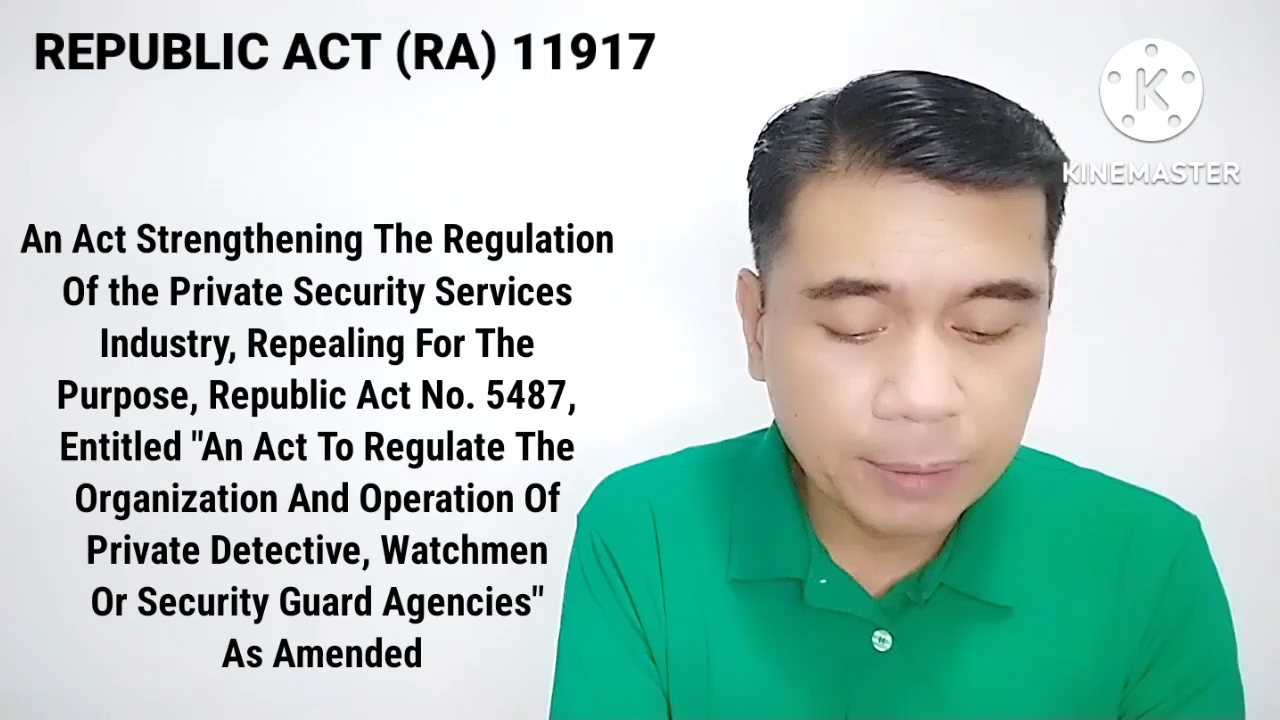 REPUBLIC ACT (RA) 11917
K
KINEMASTER
An Act Strengthening The Regulation
Of the Private Security Services
Industry, Repealing For The
Purpose, Republic Act No. 5487,
Entitled "An Act To Regulate The
Organization And Operation Of
Private Detective, Watchmen
Or Security Guard Agencies"
As Amended